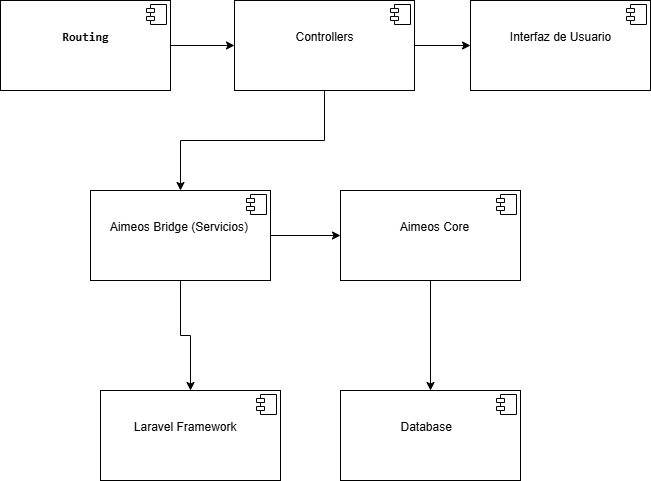 Routing
Controllers
Interfaz de Usuario
Aimeos Bridge (Servicios)
Aimeos Core
Laravel Framework
Database